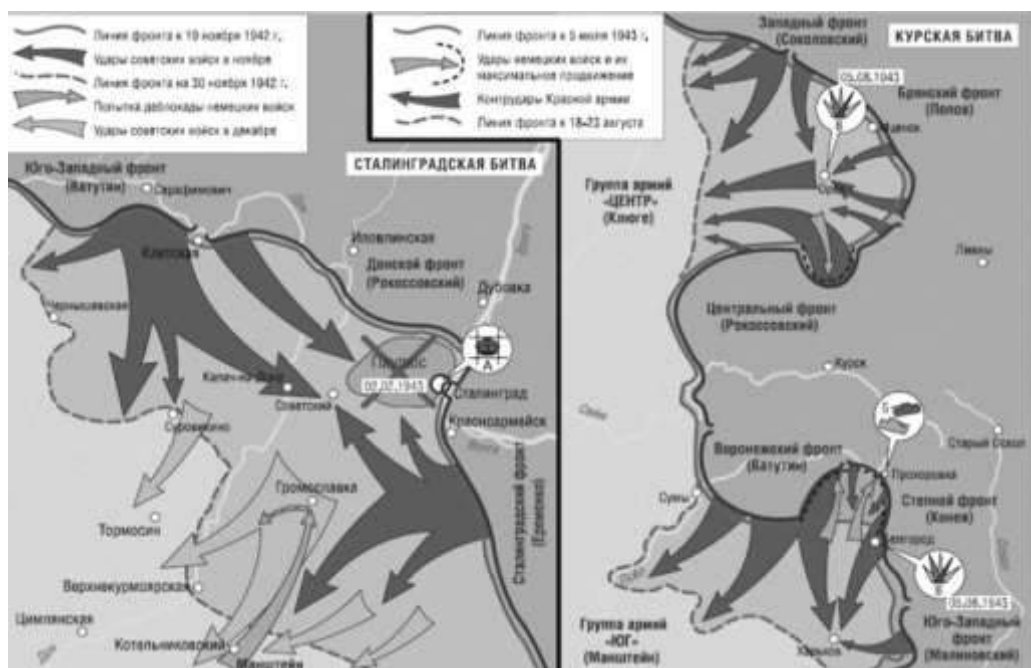 Линия фронта к 19 ноября 1942 г.
Удары советских войск в ноябре
Линия фронта на 30 ноября 1942 г.
Попытка деблокады немецких войск
Удары советских войск в декабре
Линия фронта к 5 июля 1943 г.
Удары немецких войск и их
максимальное продвижение
Контрудары Красной армии
Линия фронта к 18–23 августа
СТАЛИНГРАДСКАЯ БИТВА
Юго-Западный фронт
(Ватутин)
Серафимович
Клетская
Иловлинская
Донской фронт
(Рокоссовский)
Волга
Дубовка
Чернышевская
Паулюс
А
02.02.1943
Сталинград
Калач-на-Дону
Советский
Красноармейск
Волга
Суровикино
Громославка
Тормосин
Сталинградский фронт
(Еременко)
Верхнекурмоярская
Цимлянская
Котельниковский
Манштейн
Дон
КУРСКАЯ БИТВА
Западный фронт
(Соколовский)
05.08.1943
Брянский фронт
(Попов)
Мценск
Орёл
Группа армий
«ЦЕНТР»
(Клюге)
Ливны
Центральный фронт
(Рокоссовский)
Курск
Сейм
Старый Оскол
Воронежский фронт
(Ватутин)
Прохоровка
Сумы
Степной фронт
(Конев)
Белгород
05.08.1943
Группа армий
«ЮГ»
(Манштейн)
Харьков
Юго-Западный
фронт
(Малиновский)